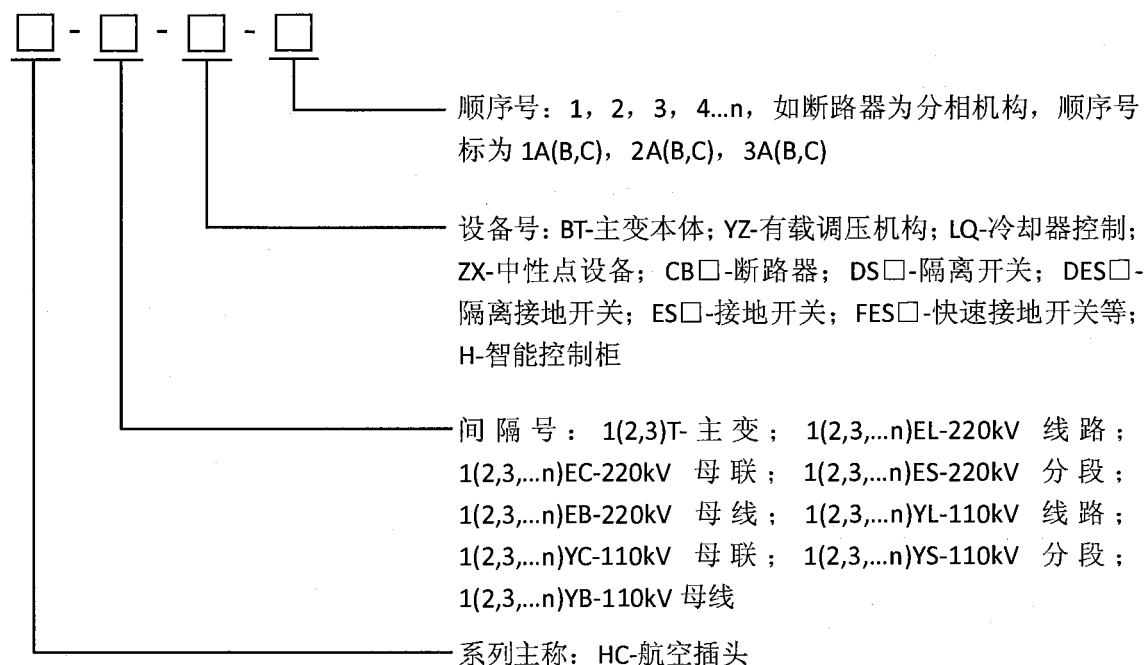 □ - □ - □ - □
顺序号：1，2，3，4...n，如断路器为分相机构，顺序号
标为 1A(B,C)，2A(B,C)，3A(B,C)
设备号：BT-主变本体；YZ-有载调压机构；LQ-冷却器控制；
ZX-中性点设备；CB□-断路器；DS□-隔离开关；DES□-
隔离接地开关；ES□-接地开关；FES□-快速接地开关等；
H-智能控制柜
间隔号：1(2,3)T-主变；1(2,3,...n)EL-220kV 线路；
1(2,3,...n)EC-220kV 母联；1(2,3,...n)ES-220kV 分段；
1(2,3,...n)EB-220kV 母线；1(2,3,...n)YL-110kV 线路；
1(2,3,...n)YC-110kV 母联；1(2,3,...n)YS-110kV 分段；
1(2,3,...n)YB-110kV 母线
系列主称：HC-航空插头